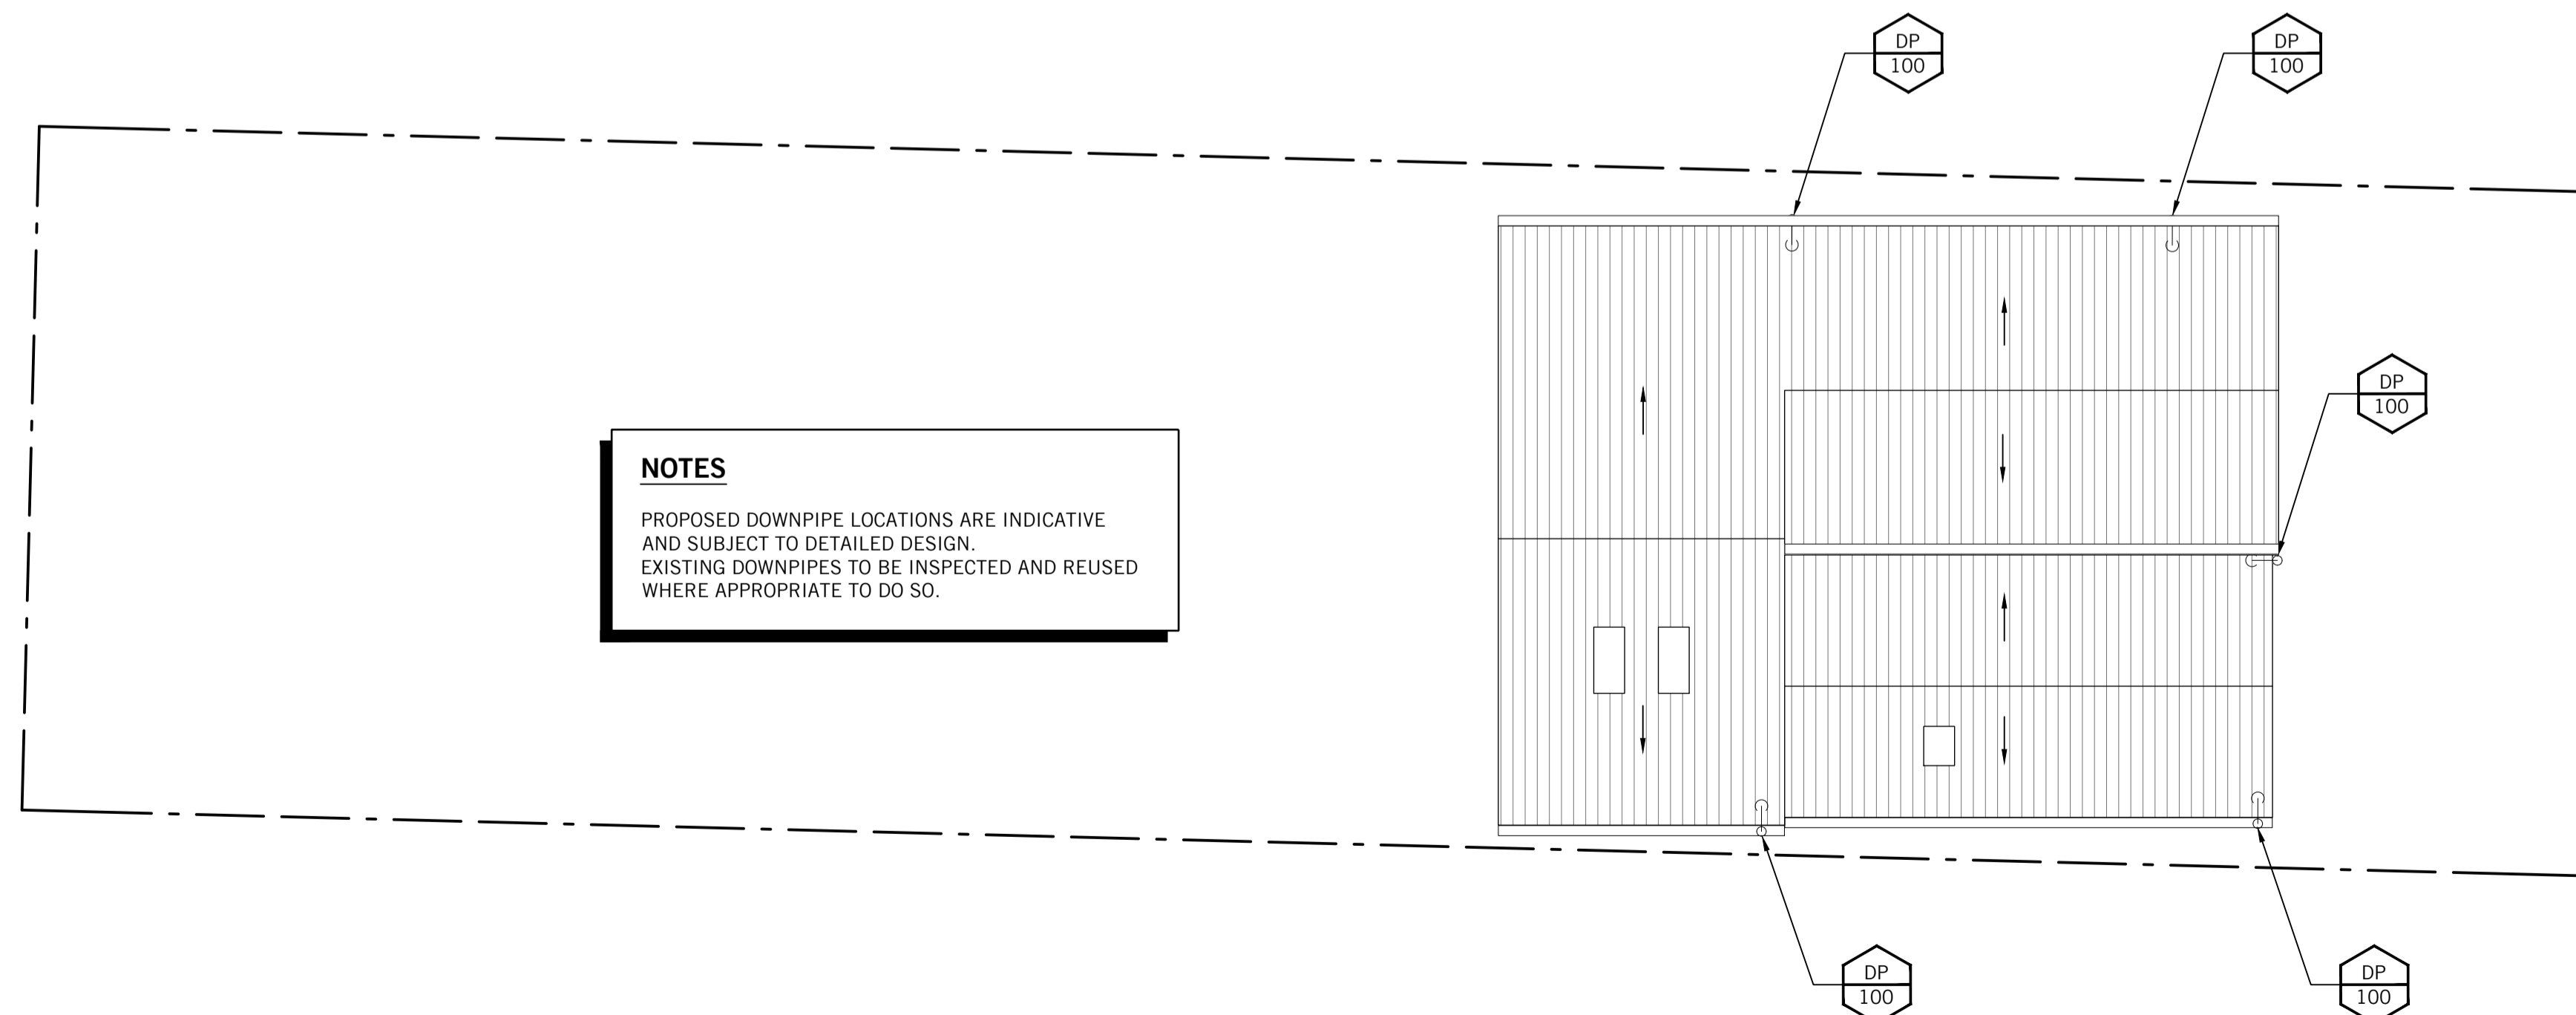 DP
100
DP
100
DP
100
NOTES
PROPOSED DOWNPIPE LOCATIONS ARE INDICATIVE
AND SUBJECT TO DETAILED DESIGN.
EXISTING DOWNPIPES TO BE INSPECTED AND REUSED
WHERE APPROPRIATE TO DO SO.
DP
100
DP
100